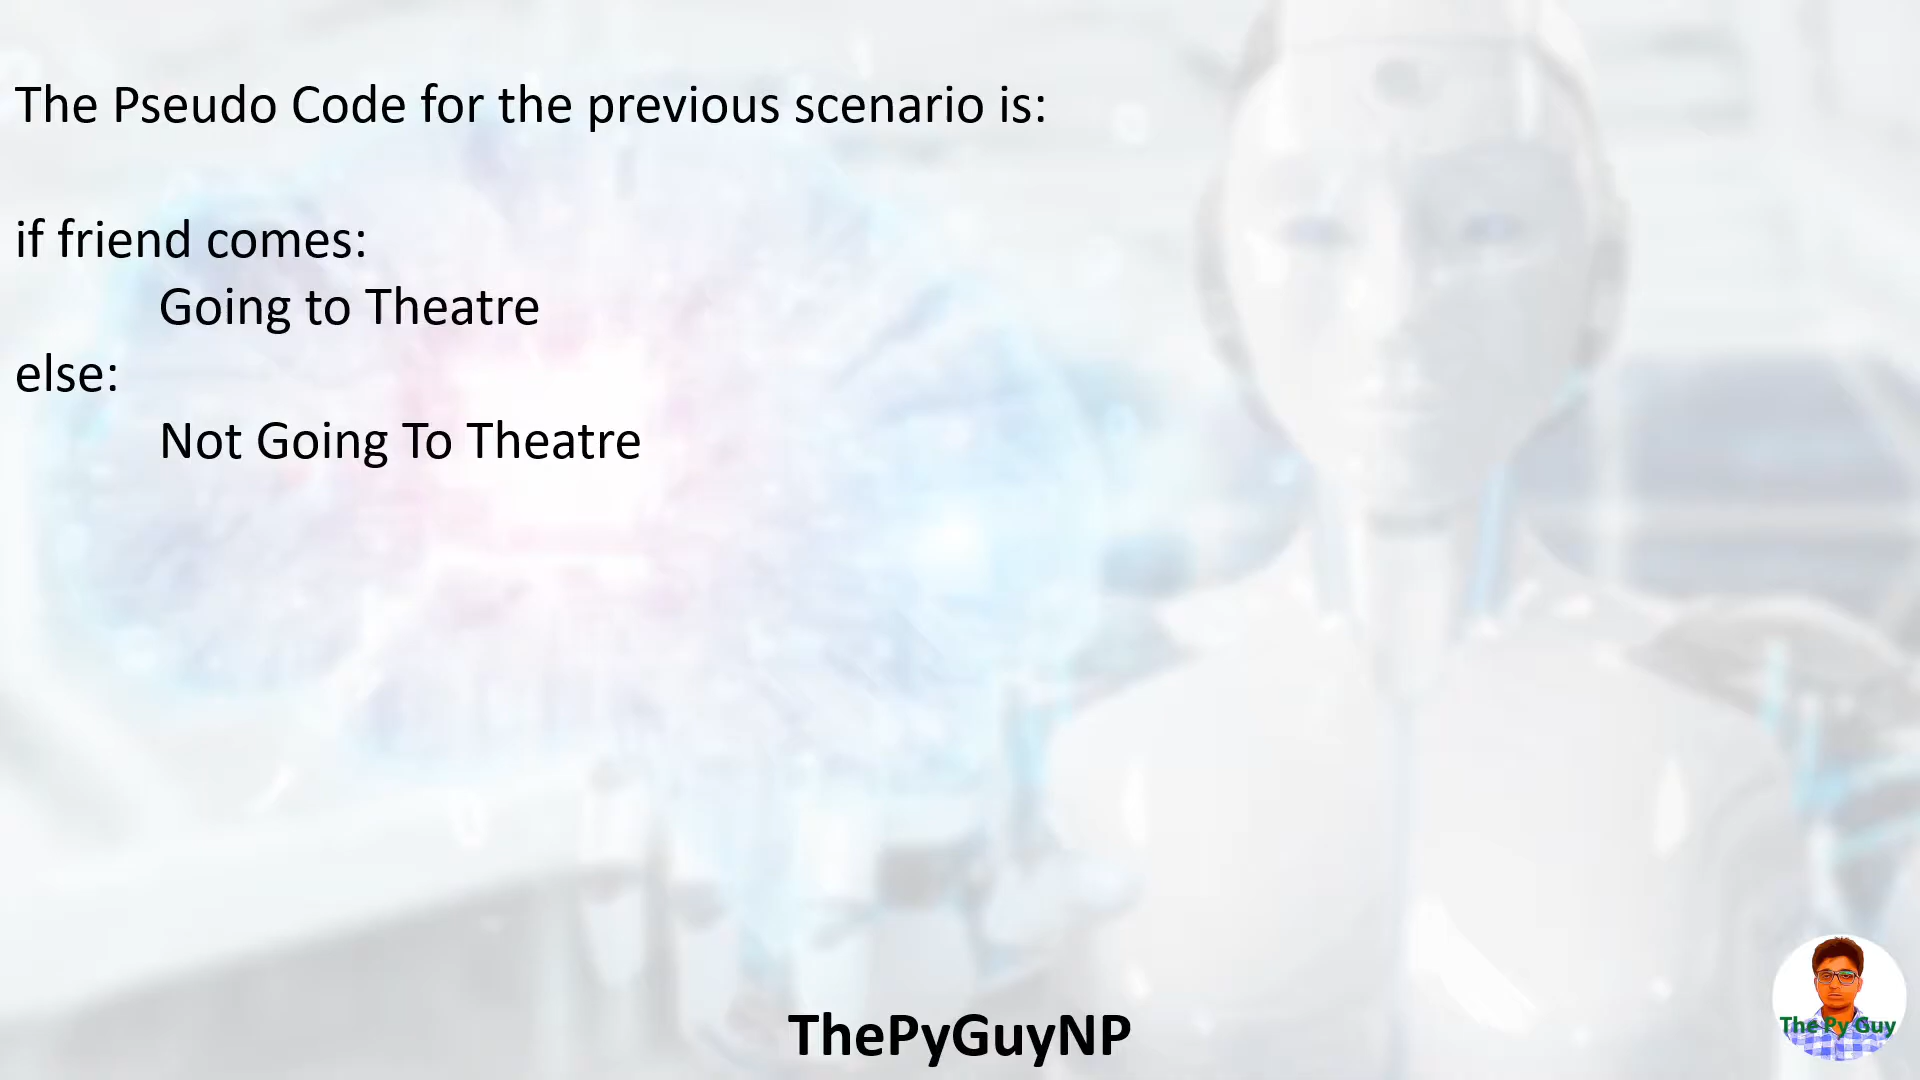 The Pseudo Code for the previous scenario is:
if friend comes:
Going to Theatre
else:
Not Going To Theatre
ThePyGuyNP
The Py Guy